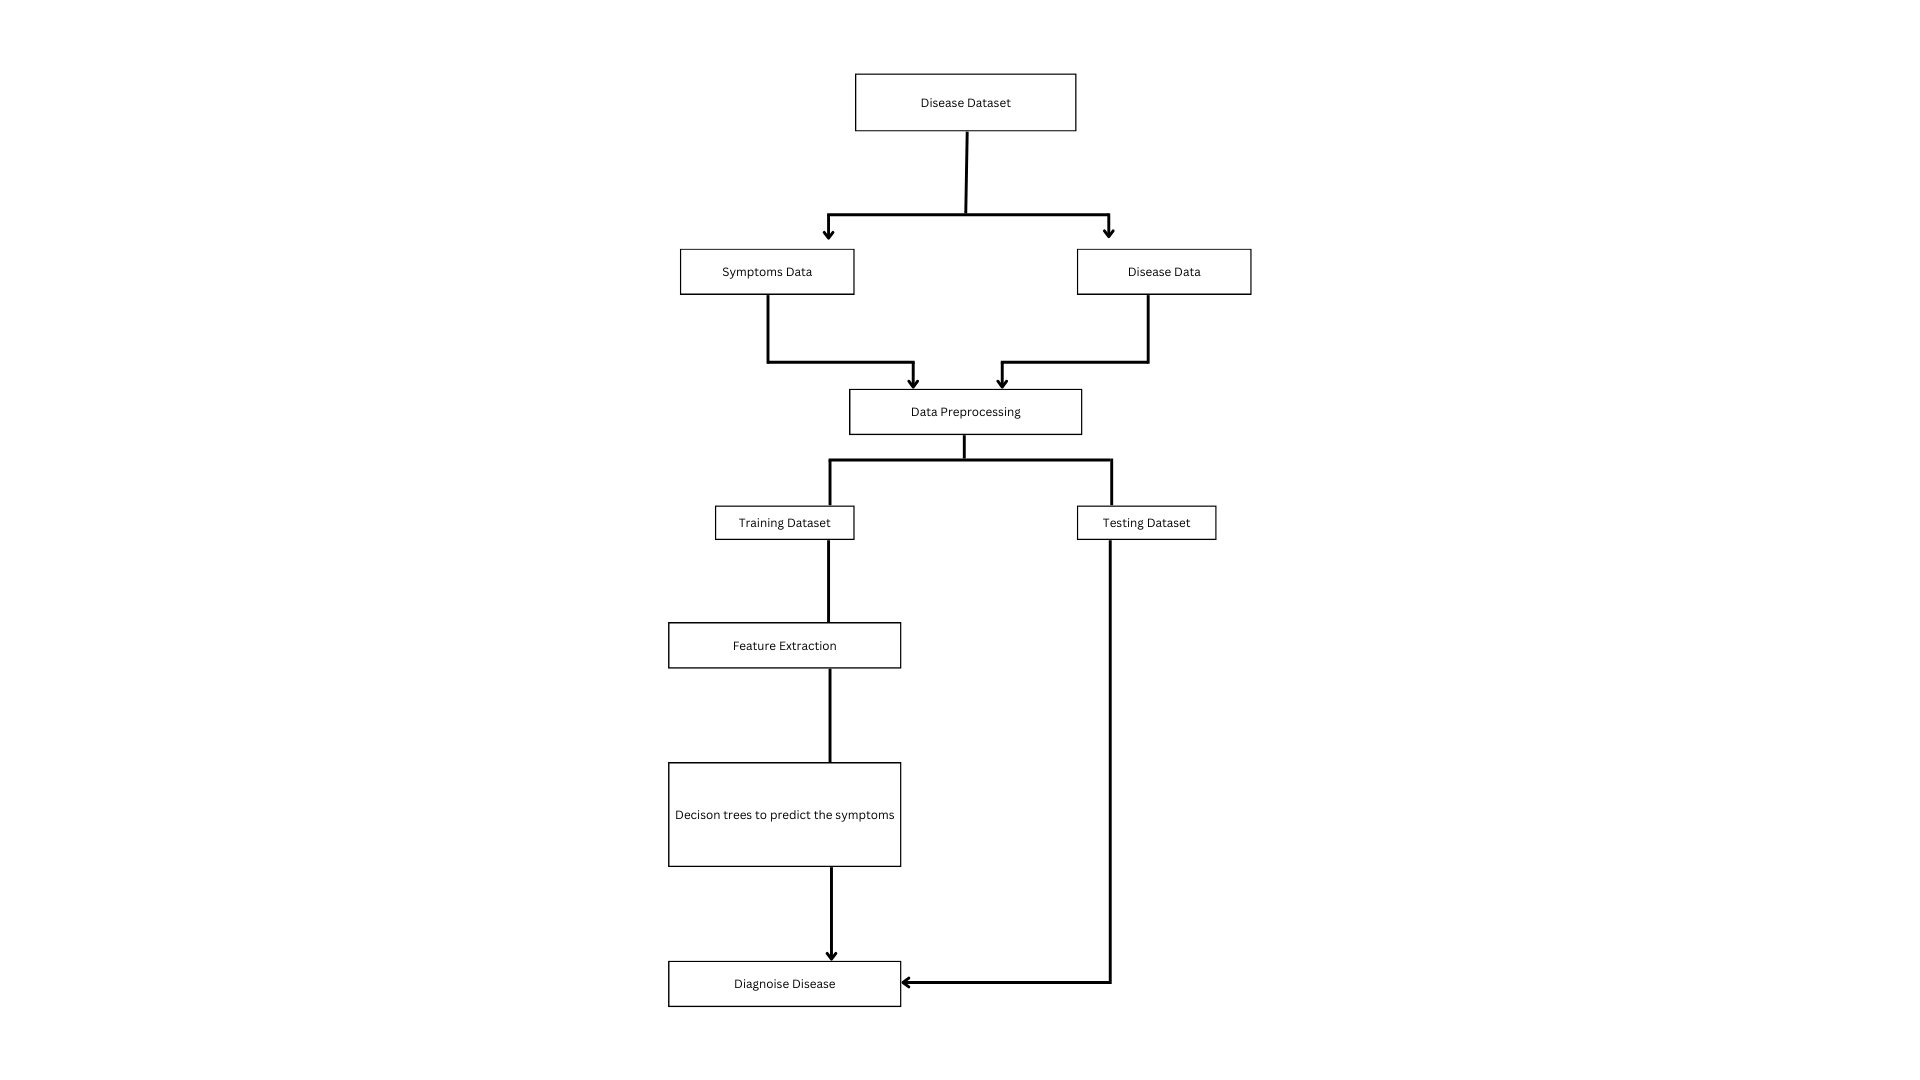 Disease Dataset
Symptoms Data
Disease Data
Data Preprocessing
Training Dataset
Testing Dataset
Feature Extraction
Decison trees to predict the symptoms
Diagnoise Disease